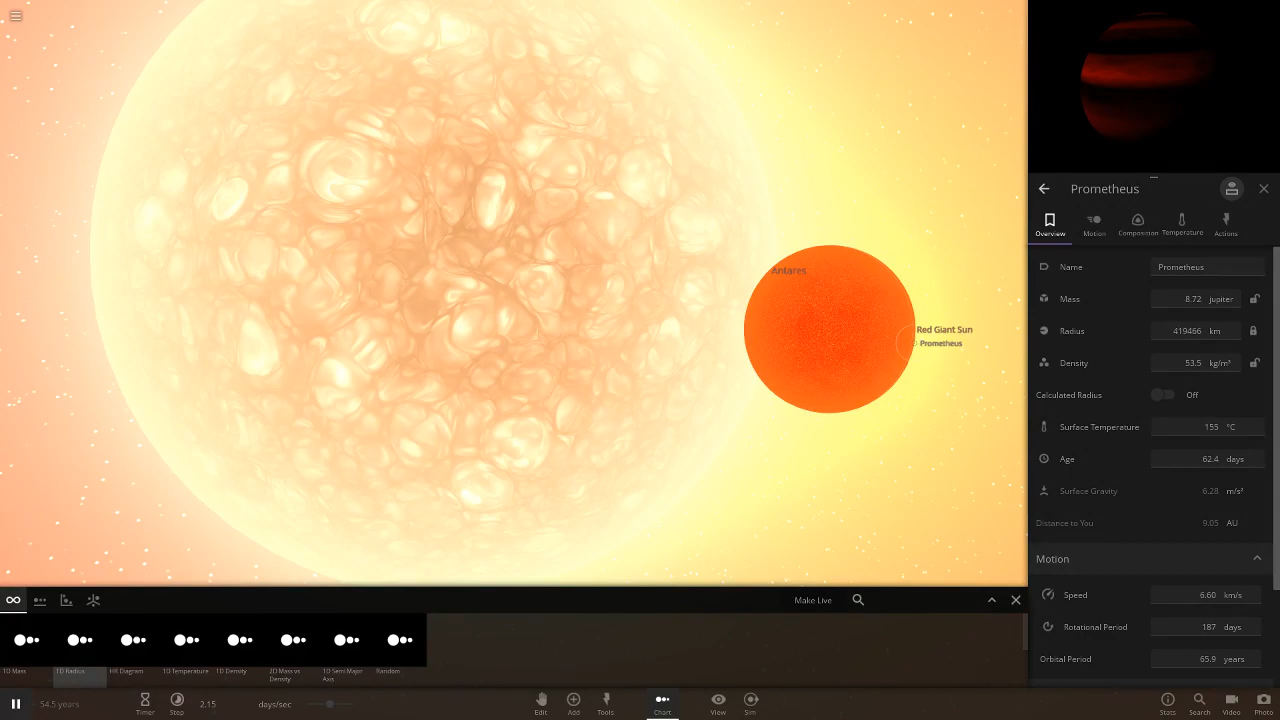 Antares
Red Giant Sun
Prometheus
Prometheus
Overview
Motion
Composition
Temperature
Actions
Name Prometheus
Mass 8.72 jupiter
Radius 419466 km
Density 53.5 kg/m³
Calculated Radius Off
Surface Temperature 155 °C
Age 62.4 days
Surface Gravity 6.28 m/s²
Distance to You 9.05 AU
Motion
Speed 6.60 km/s
Rotational Period 187 days
Orbital Period 65.9 years
Make Live
1D Mass
1D Radius
HR Diagram
1D Temperature
1D Density
2D Mass vs
Density
1D Semi Major
Axis
Random
54.5 years
Timer
Step
2.15 days/sec
Edit
Add
Tools
Chart
View
Sim
Stats
Search
Video
Photo